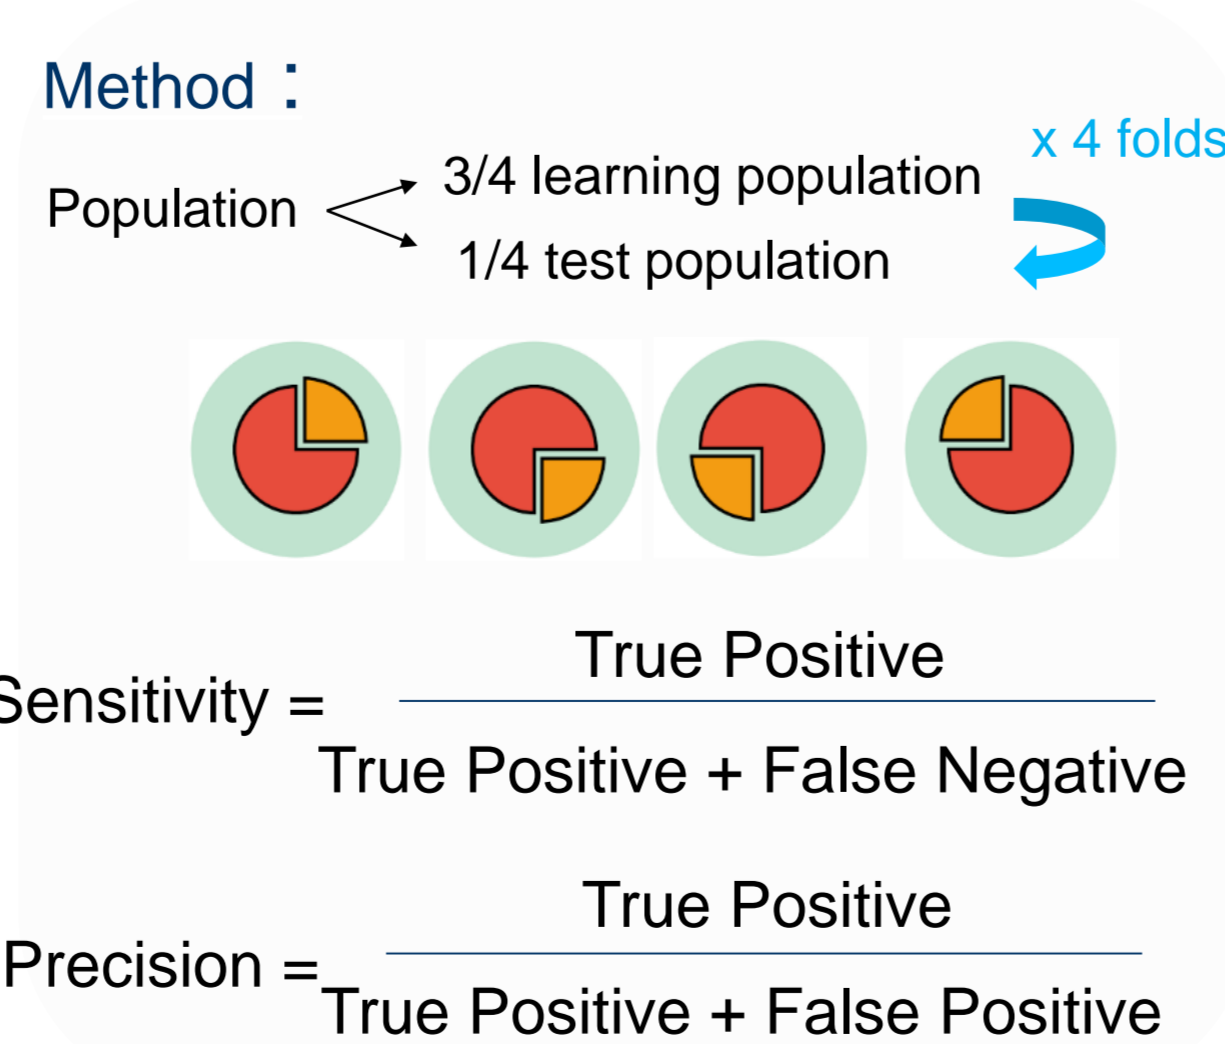 Method :
x 4 folds
3/4 learning population
Population
1/4 test population
True Positive
Sensitivity =
True Positive + False Negative
True Positive
Precision =
True Positive + False Positive